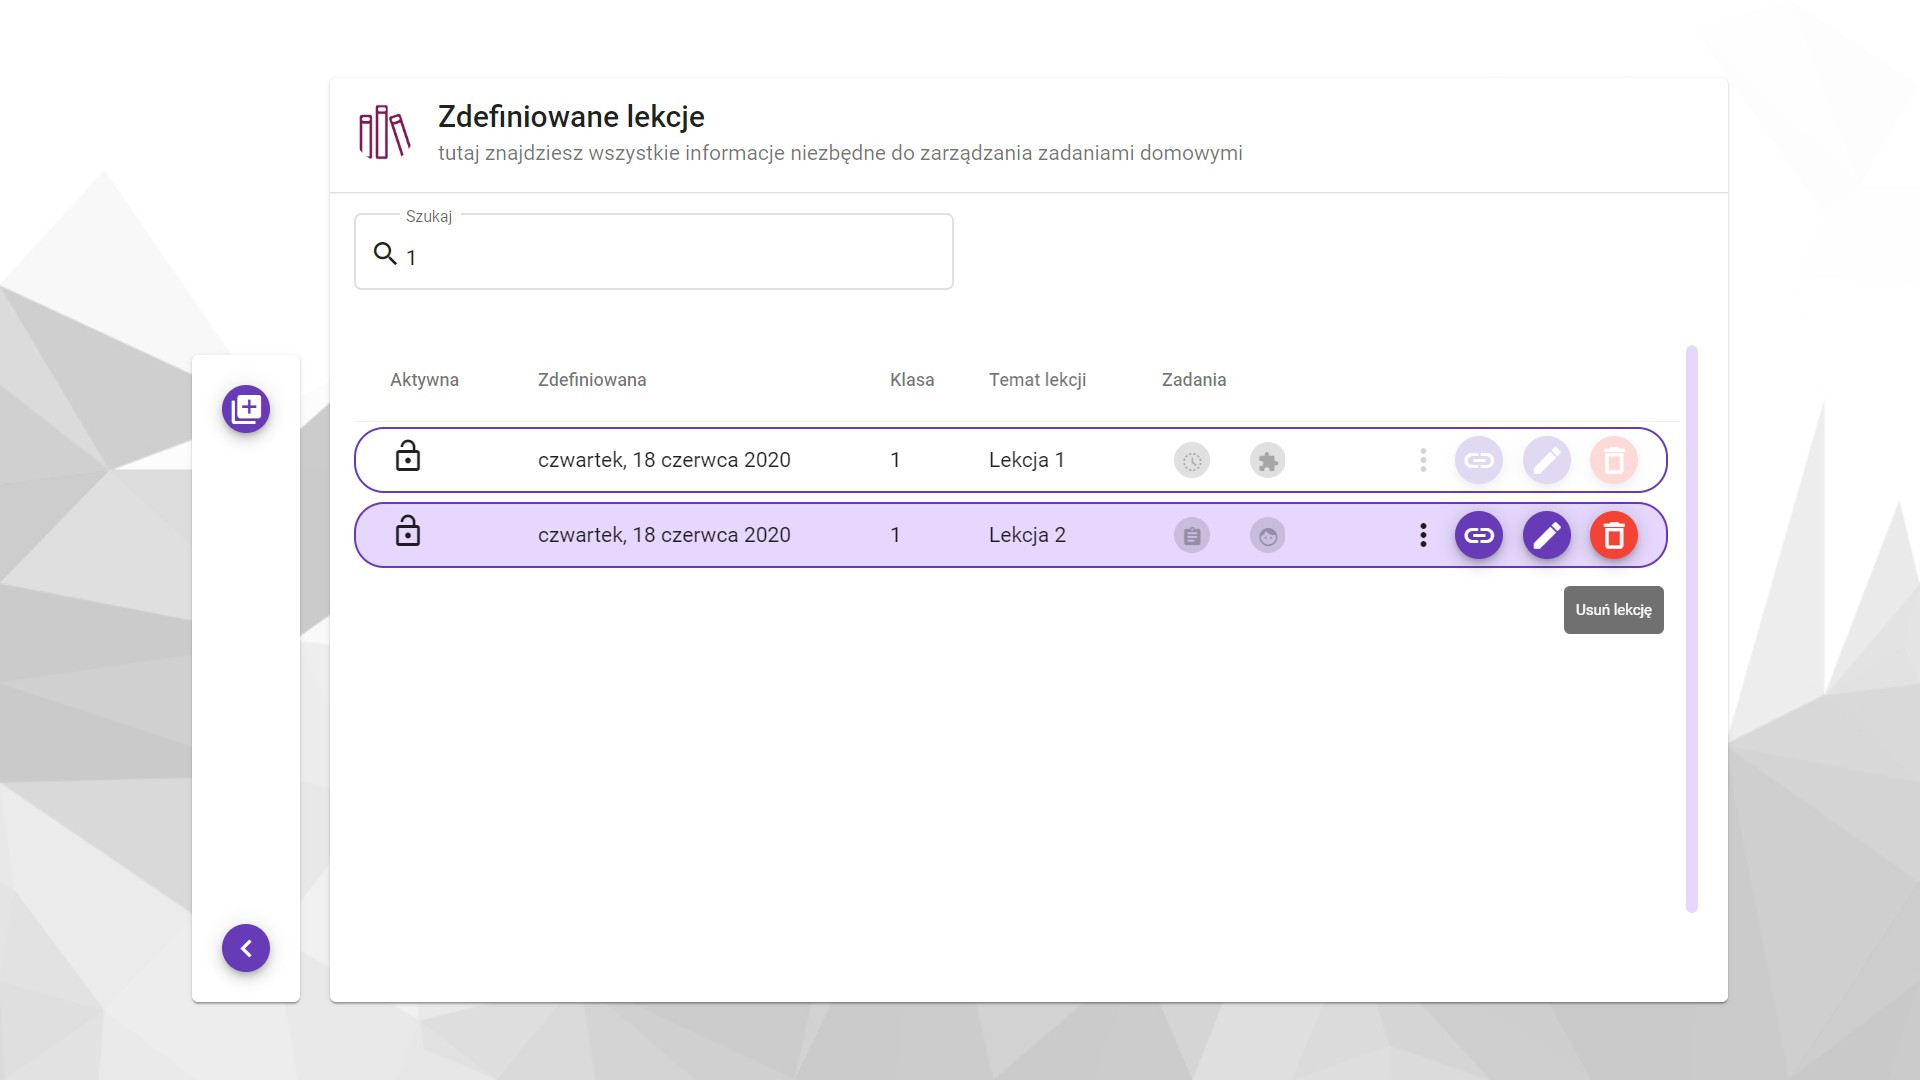 Zdefiniowane lekcje
tutaj znajdziesz wszystkie informacje niezbędne do zarządzania zadaniami domowymi
Szukaj
1
Aktywna Zdefiniowana Klasa Temat lekcji Zadania
czwartek, 18 czerwca 2020 1 Lekcja 1
czwartek, 18 czerwca 2020 1 Lekcja 2
Usuń lekcję